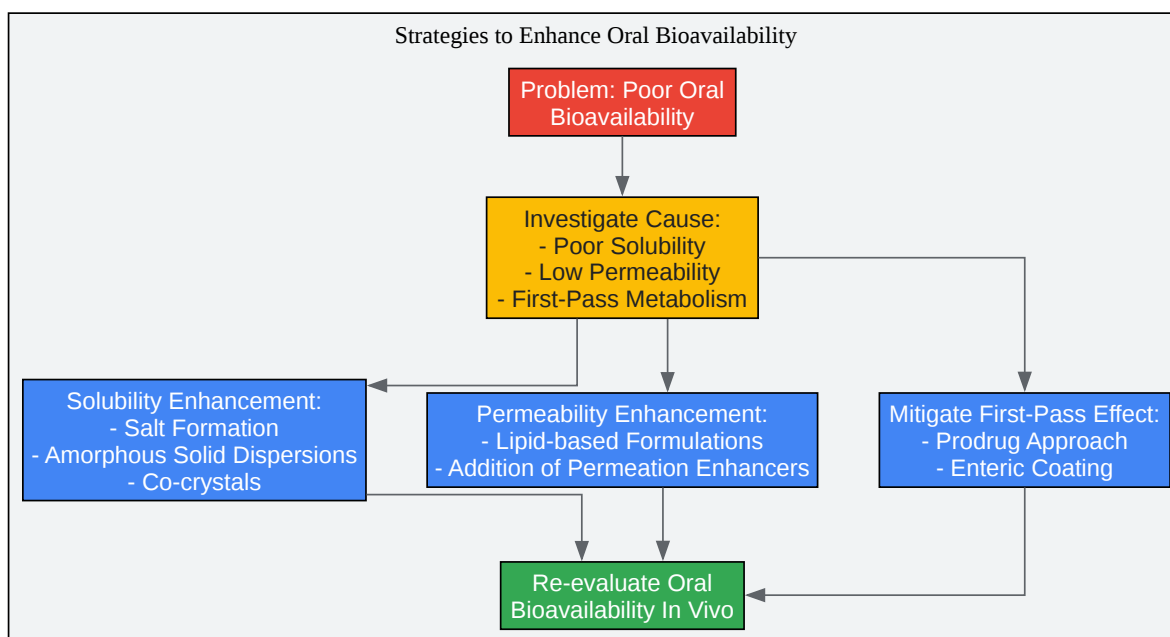 Strategies to Enhance Oral Bioavailability
Problem: Poor Oral
Bioavailability
Investigate Cause:
- Poor Solubility
- Low Permeability
- First-Pass Metabolism
Solubility Enhancement:
- Salt Formation
- Amorphous Solid Dispersions
- Co-crystals
Permeability Enhancement:
- Lipid-based Formulations
- Addition of Permeation Enhancers
Mitigate First-Pass Effect:
- Prodrug Approach
- Enteric Coating
Re-evaluate Oral
Bioavailability In Vivo